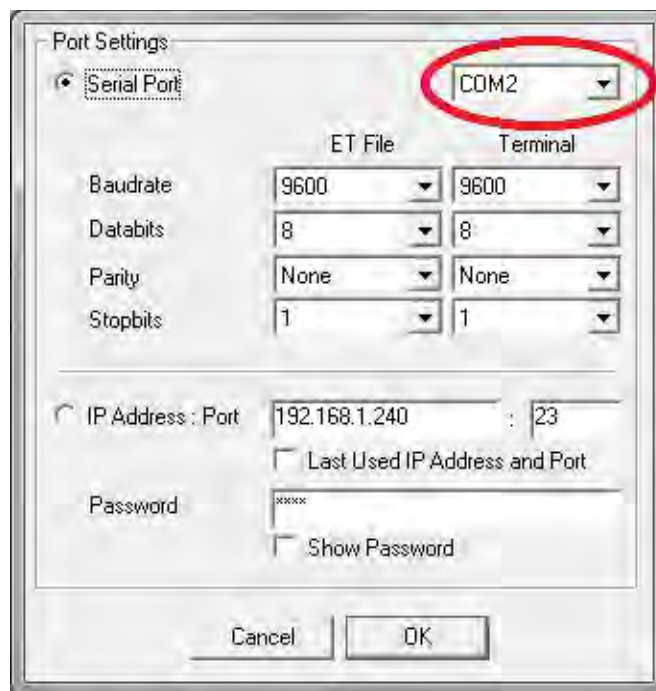 Port Settings
Serial Port COM2
ET File Terminal
Baudrate 9600 9600
Databits 8 8
Parity None None
Stopbits 1 1
IP Address : Port 192.168.1.240 : 23
Last Used IP Address and Port
Password ****
Show Password
Cancel OK